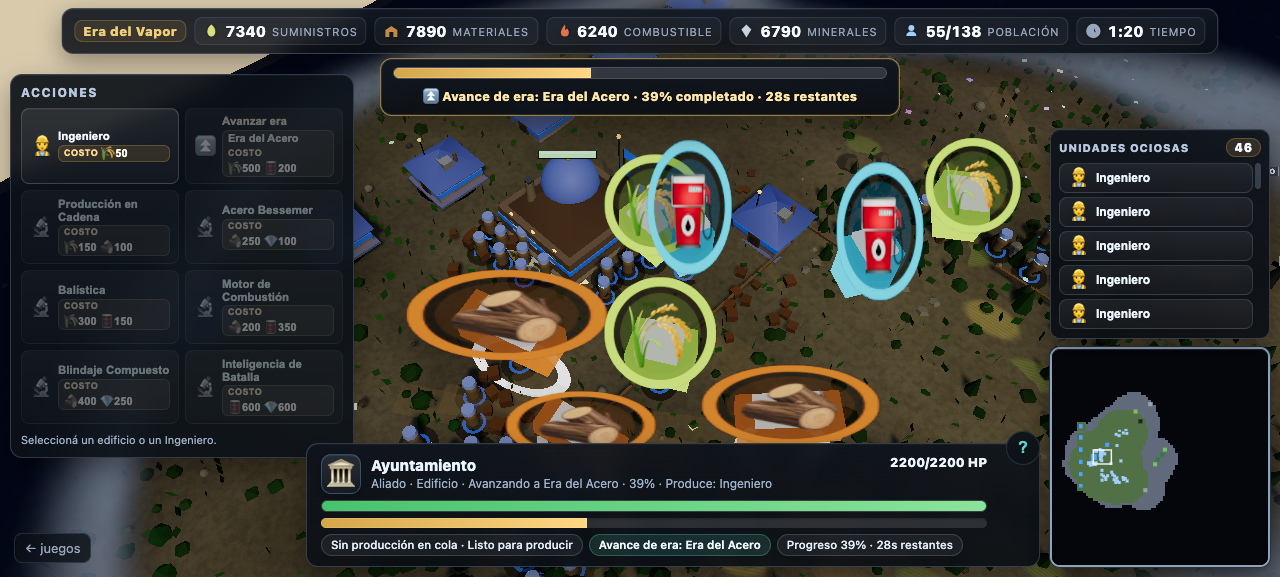 Era del Vapor
7340 SUMINISTROS
7890 MATERIALES
6240 COMBUSTIBLE
6790 MINERALES
55/138 POBLACIÓN
1:20 TIEMPO
Avance de era: Era del Acero · 39% completado · 28s restantes
ACCIONES
Ingeniero
COSTO 50
Avanzar era
Era del Acero
COSTO
500 200
Producción en
Cadena
COSTO
150 100
Acero Bessemer
COSTO
250 100
Balística
COSTO
300 150
Motor de
Combustión
COSTO
200 350
Blindaje Compuesto
COSTO
400 250
Inteligencia de
Batalla
COSTO
600 600
Seleccioná un edificio o un Ingeniero.
UNIDADES OCIOSAS 46
Ingeniero
Ingeniero
Ingeniero
Ingeniero
Ingeniero
?
Ayuntamiento
2200/2200 HP
Aliado · Edificio · Avanzando a Era del Acero · 39% · Produce: Ingeniero
Sin producción en cola · Listo para producir
Avance de era: Era del Acero
Progreso 39% · 28s restantes
← juegos